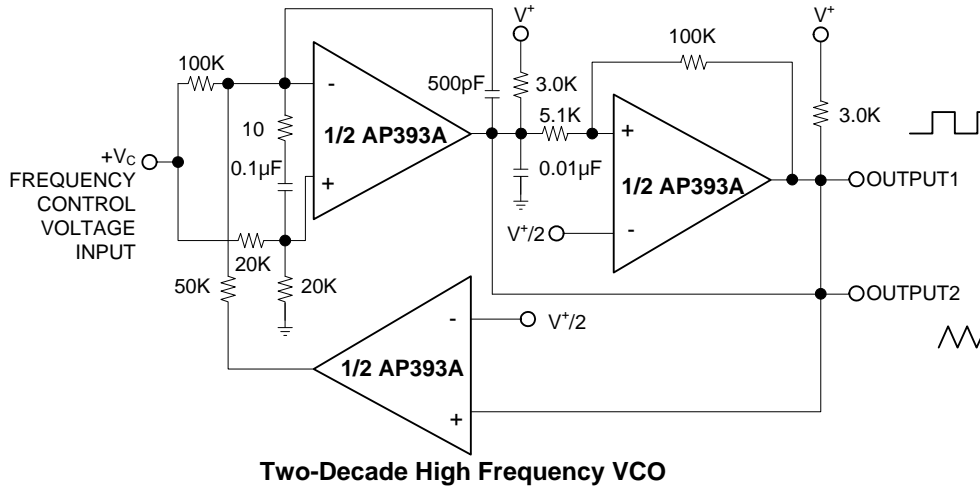 V+
V+
100K
100K
500pF
3.0K
-
5.1K
3.0K
10
1/2 AP393A
+
+VC
0.1µF
0.01µF
1/2 AP393A
OUTPUT1
FREQUENCY
CONTROL
VOLTAGE
INPUT
+
V+/2
-
20K
50K
20K
OUTPUT2
-
V+/2
1/2 AP393A
+
Two-Decade High Frequency VCO